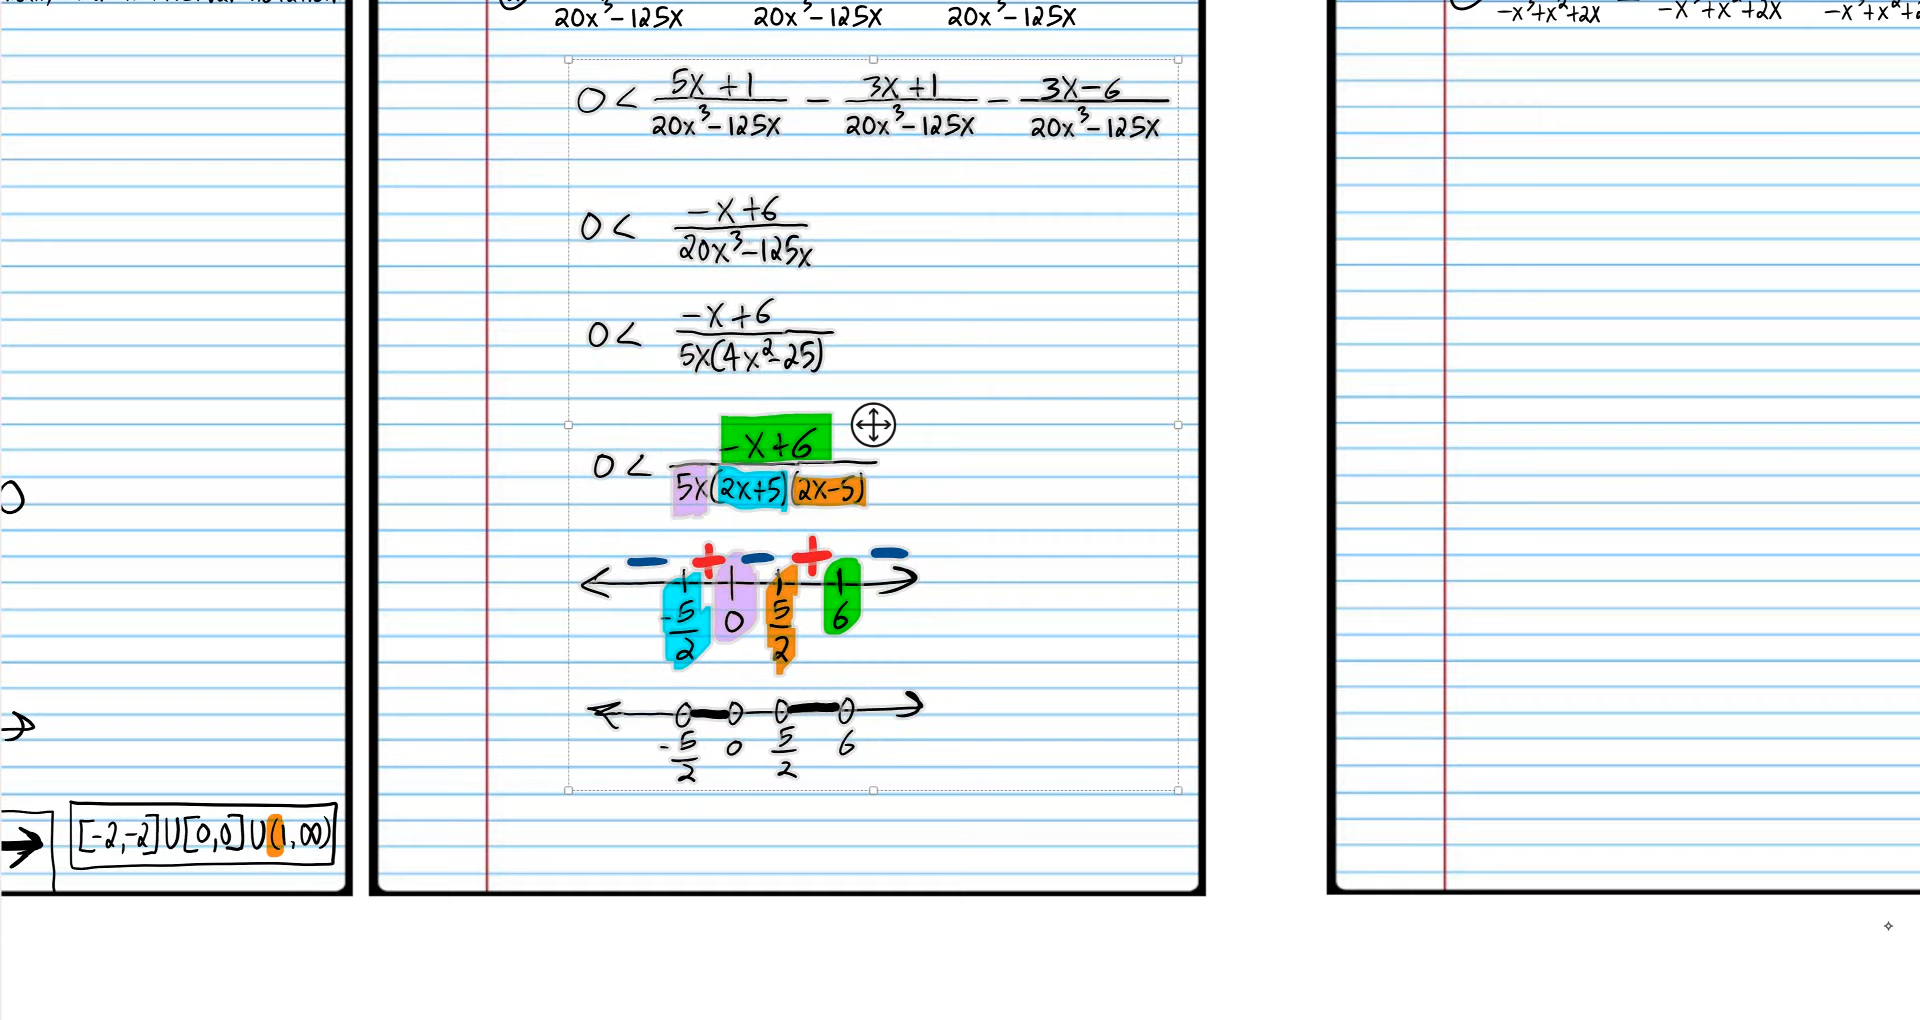 20x³-125x 20x³-125x 20x³-125x
-x³+x²+2x -x³+x²+2x
0 < (5x+1)/(20x³-125x) - (3x+1)/(20x³-125x) - (3x-6)/(20x³-125x)
0 < (-x+6)/(20x³-125x)
0 < (-x+6)/(5x(4x²-25))
0 < (-x+6)/(5x(2x+5)(2x-5))
- + - + -
-5/2 0 5/2 6
-5/2 0 5/2 6
[-2,-2]U[0,0]U(1,∞)